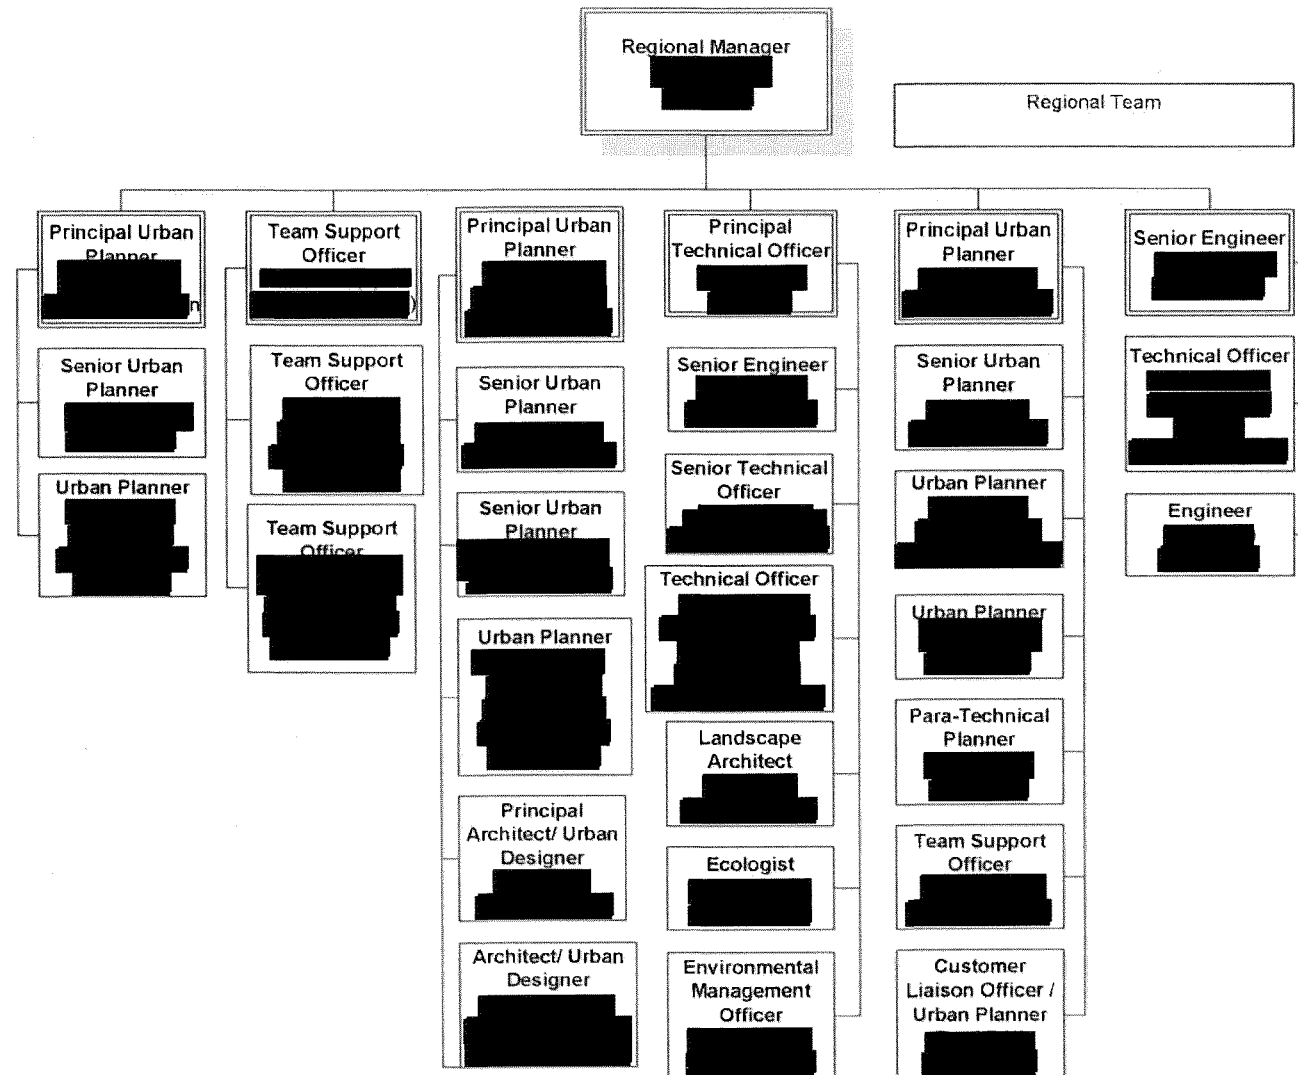 Regional Manager
Regional Team
Principal Urban
Planner
n
Senior Urban
Planner
Urban Planner
Team Support
Officer
)
Team Support
Officer
Team Support
Officer
Principal Urban
Planner
Senior Urban
Planner
Senior Urban
Planner
Urban Planner
Principal
Architect/ Urban
Designer
Architect/ Urban
Designer
Principal
Technical Officer
Senior Engineer
Senior Technical
Officer
Technical Officer
Landscape
Architect
Ecologist
Environmental
Management
Officer
Principal Urban
Planner
Senior Urban
Planner
Urban Planner
Urban Planner
Para-Technical
Planner
Team Support
Officer
Customer
Liaison Officer /
Urban Planner
Senior Engineer
Technical Officer
Engineer